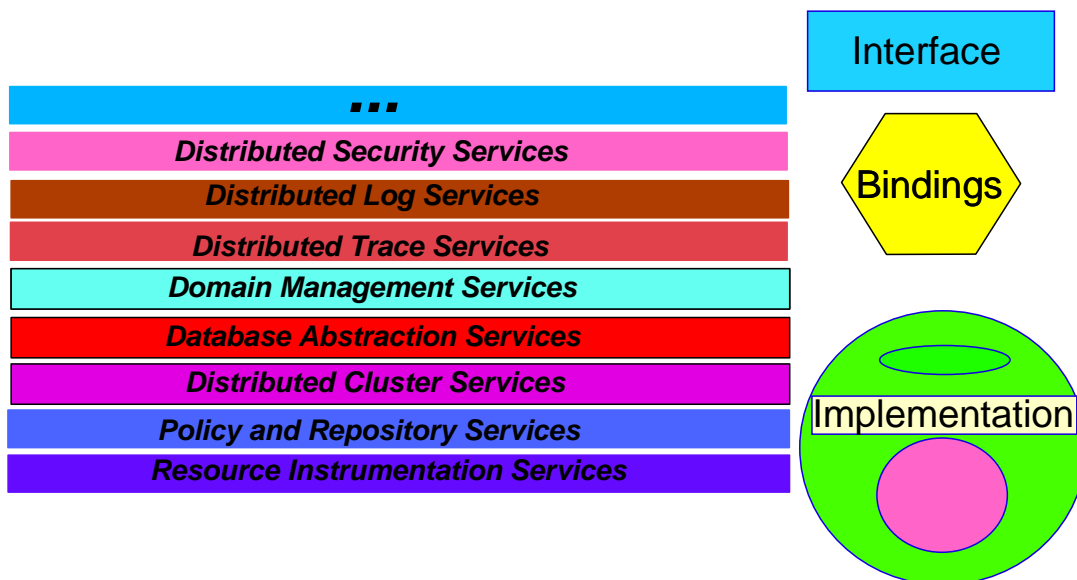 Interface
...
Distributed Security Services
Distributed Log Services
Bindings
Distributed Trace Services
Domain Management Services
Database Abstraction Services
Distributed Cluster Services
Implementation
Policy and Repository Services
Resource Instrumentation Services